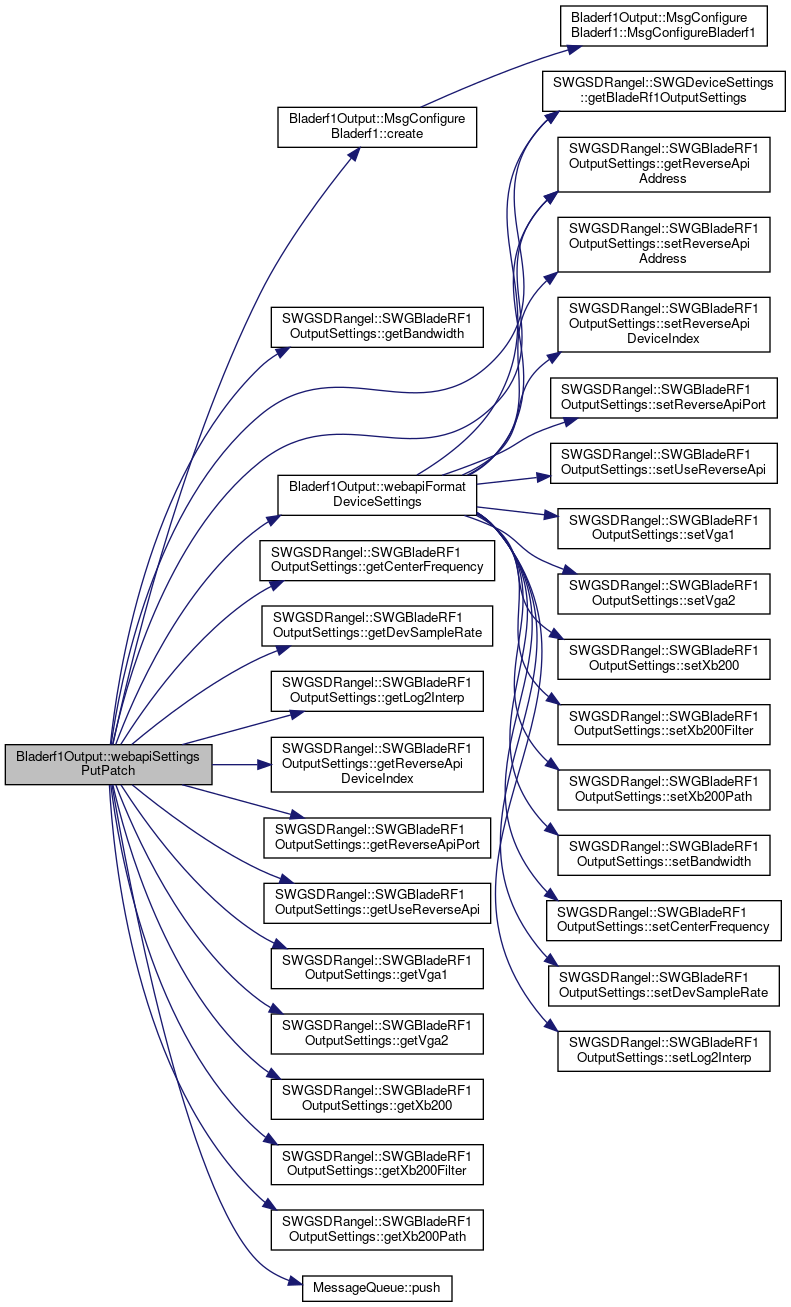 Bladerf1Output::MsgConfigure
Bladerf1::MsgConfigureBladerf1
SWGSDRangel::SWGDeviceSettings
::getBladeRf1OutputSettings
Bladerf1Output::MsgConfigure
Bladerf1::create
SWGSDRangel::SWGBladeRF1
OutputSettings::getReverseApi
Address
SWGSDRangel::SWGBladeRF1
OutputSettings::setReverseApi
Address
SWGSDRangel::SWGBladeRF1
OutputSettings::setReverseApi
DeviceIndex
SWGSDRangel::SWGBladeRF1
OutputSettings::getBandwidth
SWGSDRangel::SWGBladeRF1
OutputSettings::setReverseApiPort
SWGSDRangel::SWGBladeRF1
OutputSettings::setUseReverseApi
Bladerf1Output::webapiFormat
DeviceSettings
SWGSDRangel::SWGBladeRF1
OutputSettings::setVga1
SWGSDRangel::SWGBladeRF1
OutputSettings::getCenterFrequency
SWGSDRangel::SWGBladeRF1
OutputSettings::setVga2
SWGSDRangel::SWGBladeRF1
OutputSettings::getDevSampleRate
SWGSDRangel::SWGBladeRF1
OutputSettings::setXb200
SWGSDRangel::SWGBladeRF1
OutputSettings::getLog2Interp
SWGSDRangel::SWGBladeRF1
OutputSettings::setXb200Filter
Bladerf1Output::webapiSettings
PutPatch
SWGSDRangel::SWGBladeRF1
OutputSettings::getReverseApi
DeviceIndex
SWGSDRangel::SWGBladeRF1
OutputSettings::setXb200Path
SWGSDRangel::SWGBladeRF1
OutputSettings::getReverseApiPort
SWGSDRangel::SWGBladeRF1
OutputSettings::setBandwidth
SWGSDRangel::SWGBladeRF1
OutputSettings::getUseReverseApi
SWGSDRangel::SWGBladeRF1
OutputSettings::setCenterFrequency
SWGSDRangel::SWGBladeRF1
OutputSettings::getVga1
SWGSDRangel::SWGBladeRF1
OutputSettings::setDevSampleRate
SWGSDRangel::SWGBladeRF1
OutputSettings::getVga2
SWGSDRangel::SWGBladeRF1
OutputSettings::setLog2Interp
SWGSDRangel::SWGBladeRF1
OutputSettings::getXb200
SWGSDRangel::SWGBladeRF1
OutputSettings::getXb200Filter
SWGSDRangel::SWGBladeRF1
OutputSettings::getXb200Path
MessageQueue::push